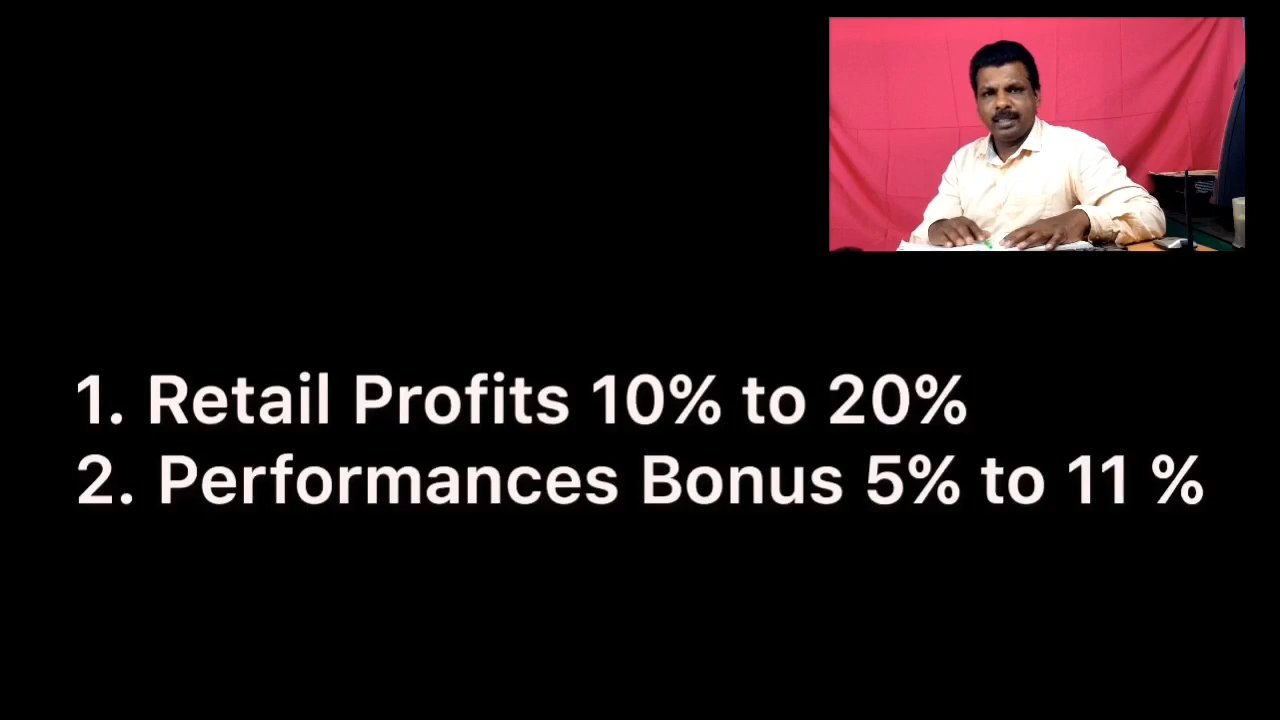 1. Retail Profits 10% to 20%
2. Performances Bonus 5% to 11 %